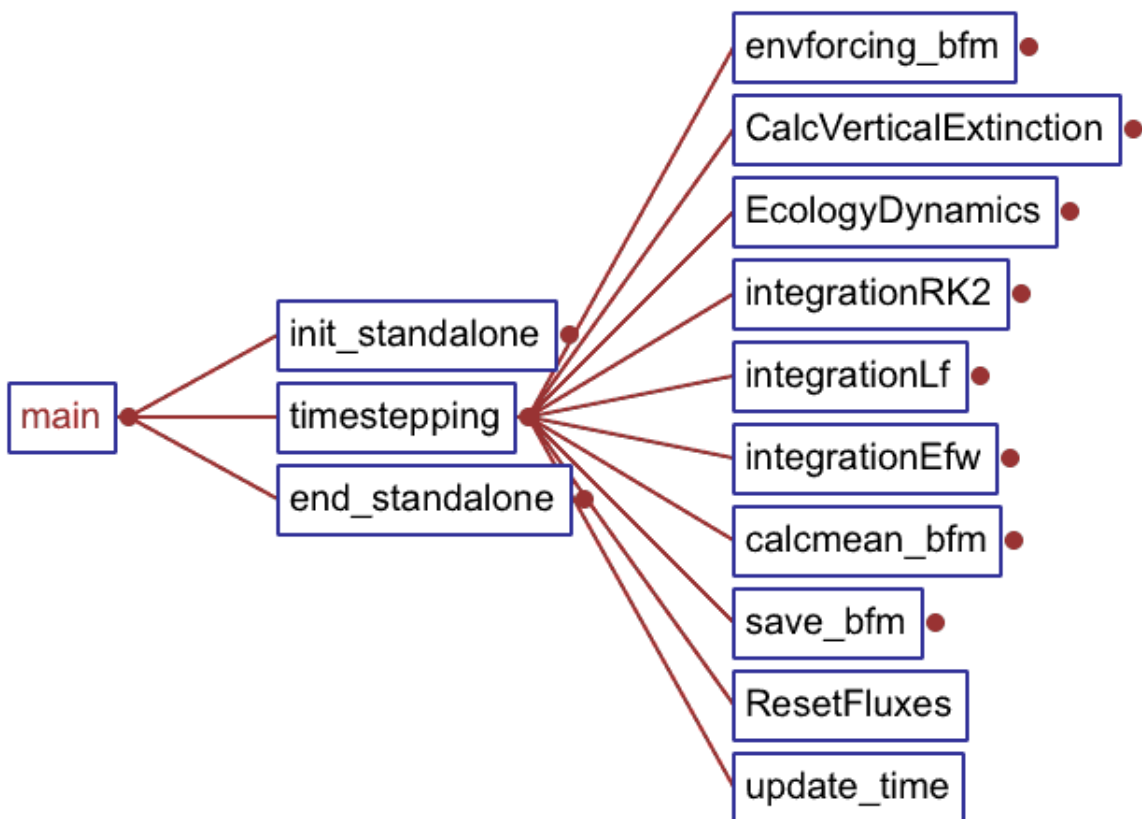 main
init_standalone
timestepping
end_standalone
envforcing_bfm
CalcVerticalExtinction
EcologyDynamics
integrationRK2
integrationLf
integrationEfw
calcmean_bfm
save_bfm
ResetFluxes
update_time